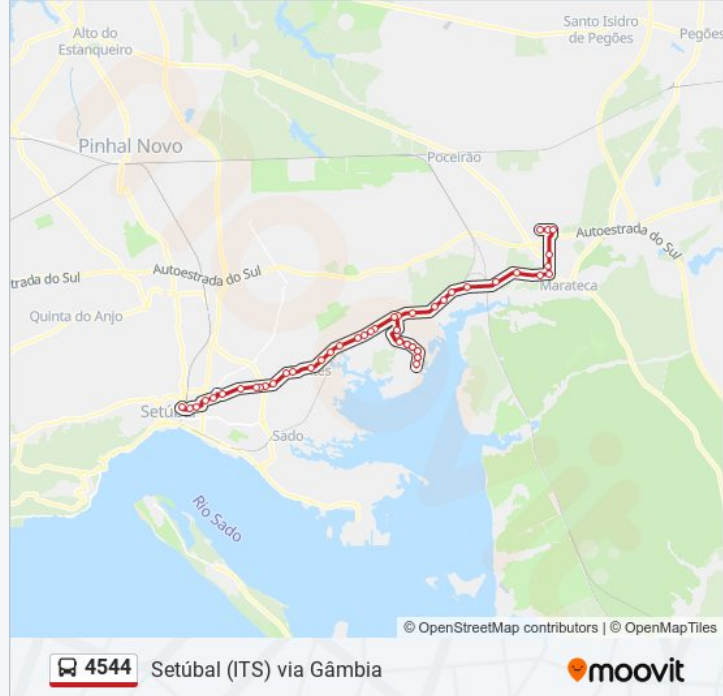 Santo Isidro
de Pegões
Pegões
Alto do
Estanqueiro
Pinhal Novo
Poceirão
Autoestrada do Sul
Autoestrada do Sul
trada do Sul
Marateca
Quinta do Anjo
Setúb
Sado
Rio Sado
© OpenStreetMap contributors | © OpenMapTiles
4544 Setúbal (ITS) via Gâmbia
moovit